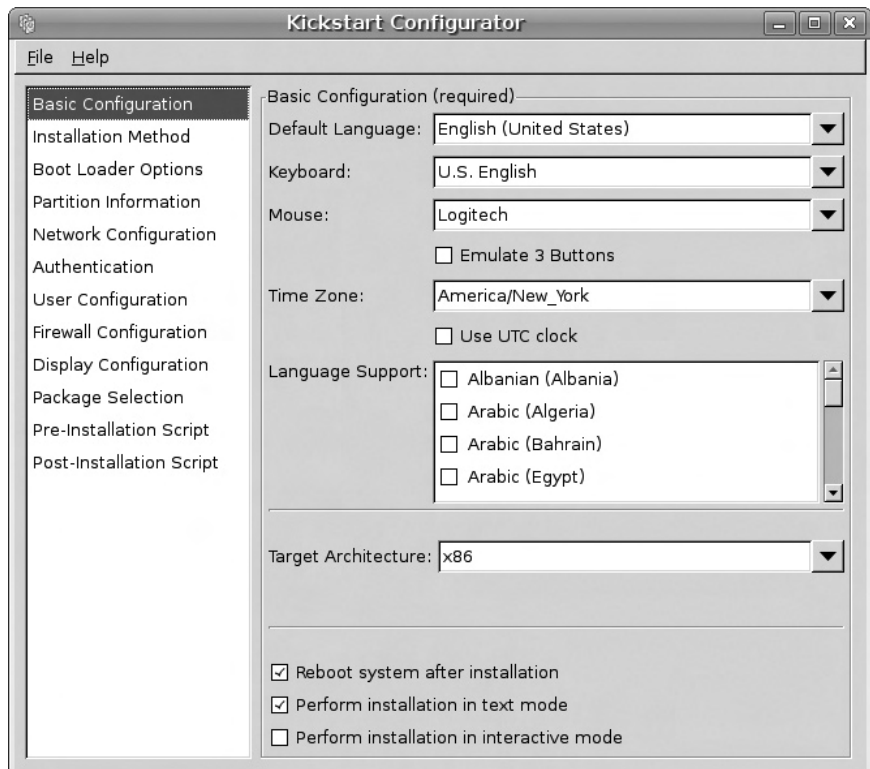 Kickstart Configurator
File Help
Basic Configuration
Installation Method
Boot Loader Options
Partition Information
Network Configuration
Authentication
User Configuration
Firewall Configuration
Display Configuration
Package Selection
Pre-Installation Script
Post-Installation Script
Basic Configuration (required)
Default Language: English (United States)
Keyboard: U.S. English
Mouse: Logitech
Emulate 3 Buttons
Time Zone: America/New_York
Use UTC clock
Language Support: Albanian (Albania)
Arabic (Algeria)
Arabic (Bahrain)
Arabic (Egypt)
Target Architecture: x86
Reboot system after installation
Perform installation in text mode
Perform installation in interactive mode